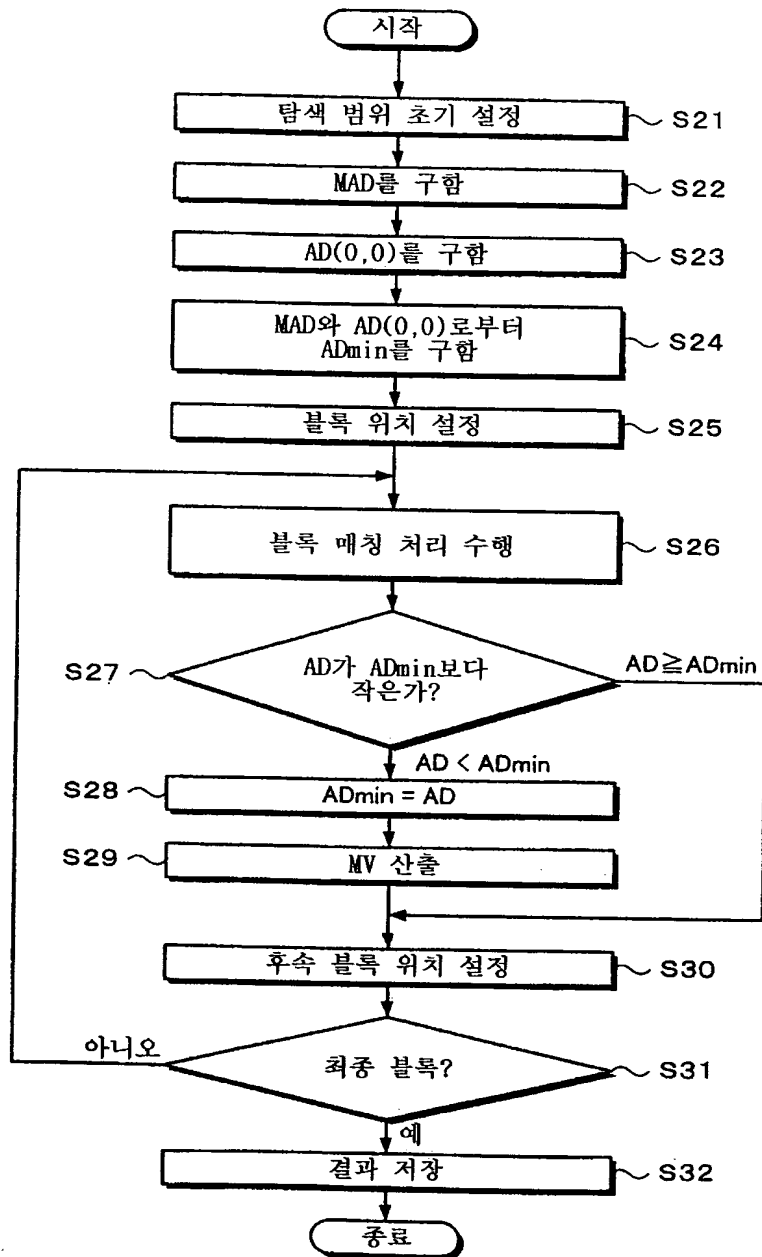 시작
탐색 범위 초기 설정
S21
MAD를 구함
S22
AD(0,0)를 구함
S23
MAD와 AD(0,0)로부터
ADmin를 구함
S24
블록 위치 설정
S25
블록 매칭 처리 수행
S26
S27
AD가 ADmin보다
작은가?
AD≧ADmin
AD < ADmin
S28
ADmin = AD
S29
MV 산출
후속 블록 위치 설정
S30
아니오
최종 블록?
S31
예
결과 저장
S32
종료